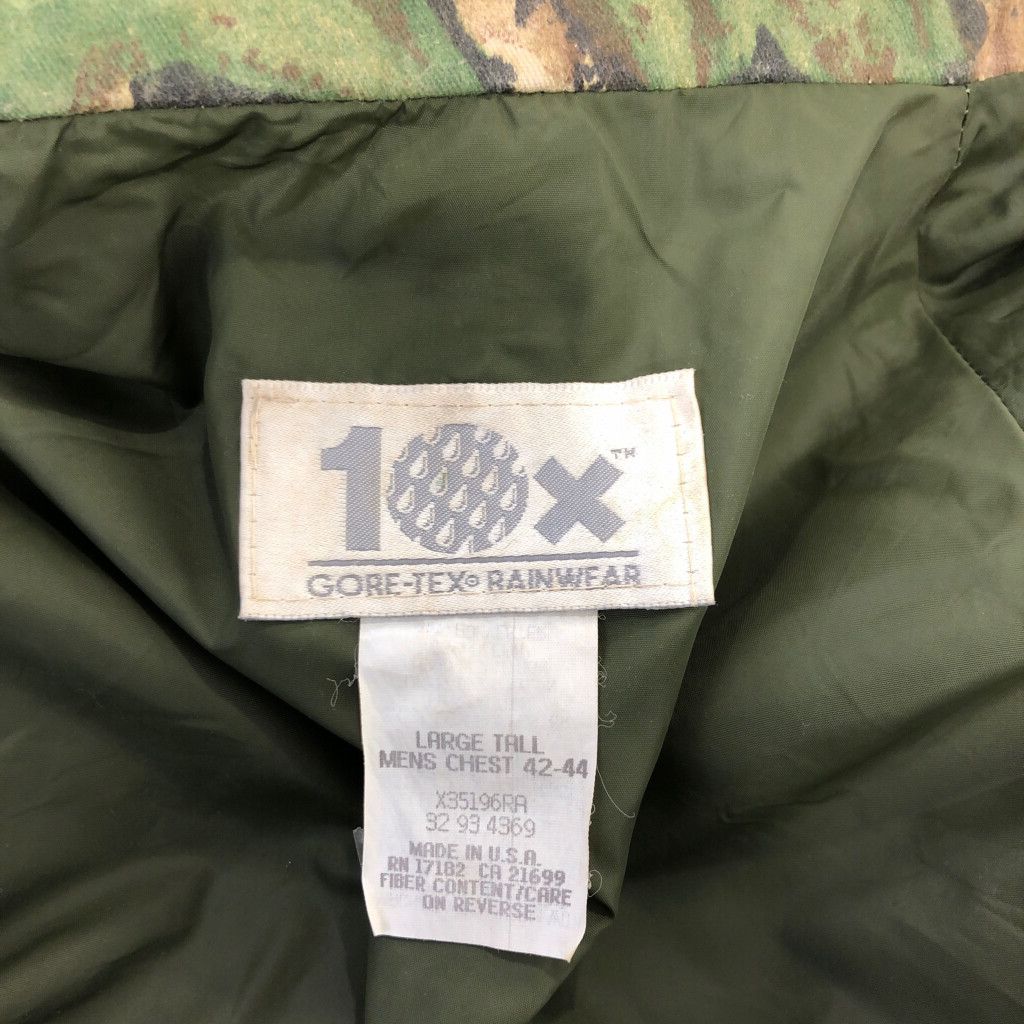 10X™
GORE-TEX® RAINWEAR
LARGE TALL
MENS CHEST 42-44
X35196RA
32 93 4369
MADE IN U.S.A.
RN 17182 CA 21699
FIBER CONTENT/CARE
ON REVERSE